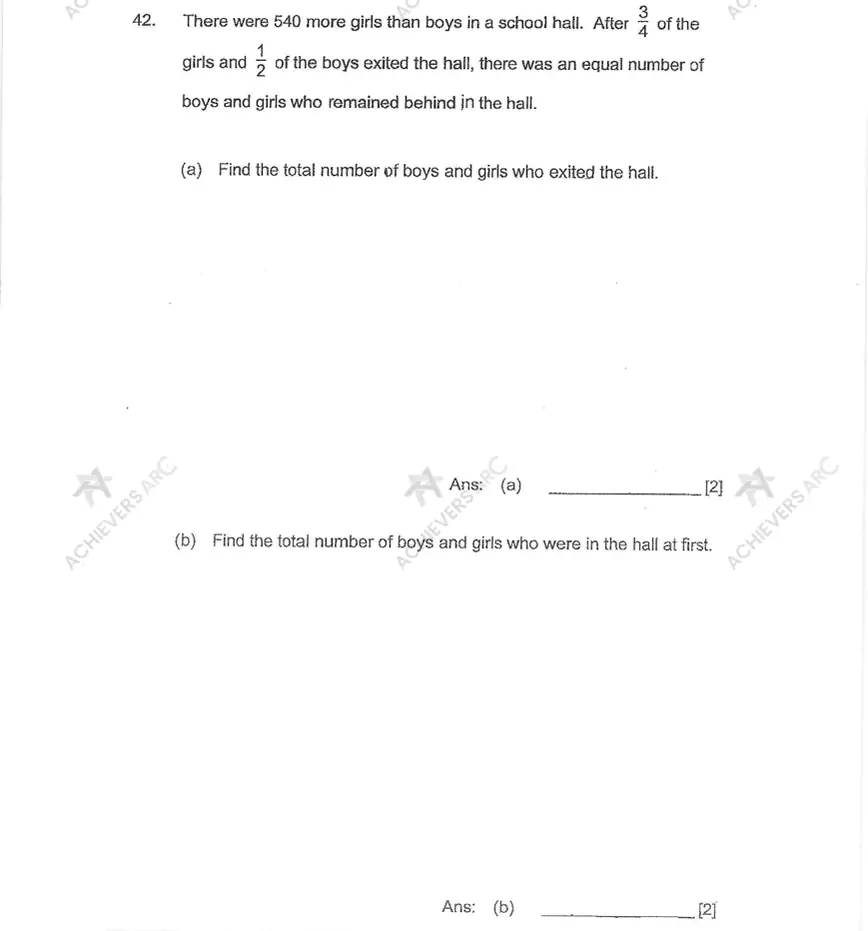 42. There were 540 more girls than boys in a school hall. After 3/4 of the
girls and 1/2 of the boys exited the hall, there was an equal number of
boys and girls who remained behind in the hall.
(a) Find the total number of boys and girls who exited the hall.
ACHIEVERS ARC
ACHIEVERS ARC
ACHIEVERS ARC
Ans: (a) ____________ [2]
(b) Find the total number of boys and girls who were in the hall at first.
Ans: (b) ____________ [2]